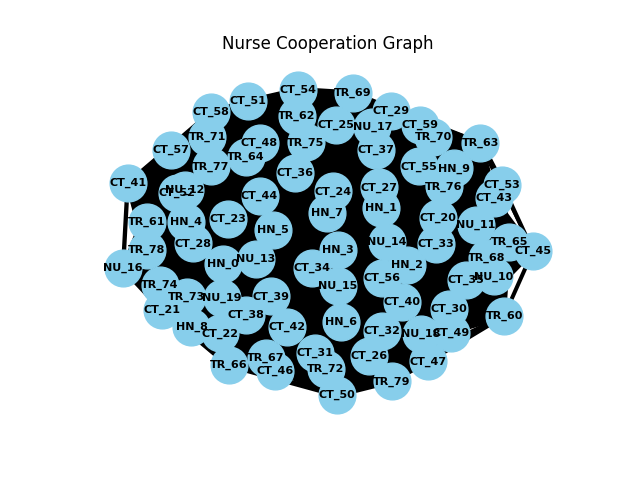 Nurse Cooperation Graph
CT_54
TR_69
CT_51
CT_58
CT_29
TR_62
CT_25
NU_17
CT_59
TR_70
TR_71
CT_48
TR_75
TR_63
CT_57
TR_64
CT_37
TR_77
CT_55
HN_9
CT_36
CT_41
NU_12
CT_52
CT_44
CT_24
CT_27
TR_76
CT_53
CT_43
HN_7
HN_1
TR_61
HN_4
CT_23
CT_20
NU_11
HN_5
CT_28
NU_14
CT_33
TR_65
TR_78
HN_3
CT_45
NU_13
TR_68
HN_0
HN_2
NU_16
CT_34
CT_56
CT_35
NU_10
TR_74
NU_15
TR_73
NU_19
CT_39
CT_40
CT_21
CT_38
CT_30
TR_60
HN_8
CT_22
CT_42
HN_6
CT_32
NU_18
CT_49
CT_31
CT_26
TR_67
TR_66
CT_46
TR_72
CT_47
TR_79
CT_50